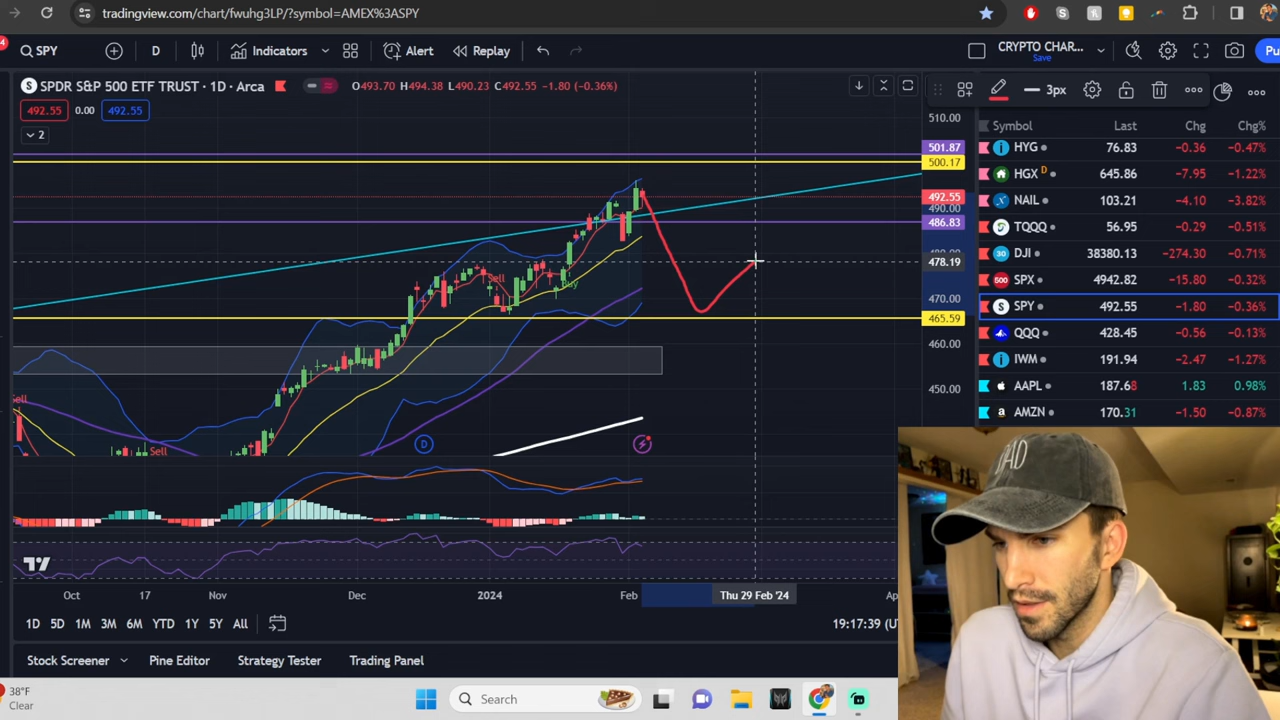 tradingview.com/chart/fwuhg3LP/?symbol=AMEX%3ASPY
SPY
D
Indicators
Alert
Replay
CRYPTO CHAR...
Save
Pu
SPDR S&P 500 ETF TRUST · 1D · Arca
O493.70 H494.38 L490.23 C492.55 −1.80 (−0.36%)
492.55 0.00 492.55
2
3px
510.00
501.87
500.17
492.55
490.00
486.83
480.00
478.19
470.00
465.59
460.00
450.00
Sell
Buy
Sell
Sell
D
Oct
17
Nov
Dec
2024
Feb
Thu 29 Feb '24
Ap
1D 5D 1M 3M 6M YTD 1Y 5Y All
19:17:39 (U
Stock Screener
Pine Editor
Strategy Tester
Trading Panel
Symbol Last Chg Chg%
HYG 76.83 −0.36 −0.47%
HGX D 645.86 −7.95 −1.22%
NAIL 103.21 −4.10 −3.82%
TQQQ 56.95 −0.29 −0.51%
DJI 38380.13 −274.30 −0.71%
SPX 4942.82 −15.80 −0.32%
SPY 492.55 −1.80 −0.36%
QQQ 428.45 −0.56 −0.13%
IWM 191.94 −2.47 −1.27%
AAPL 187.68 1.83 0.98%
AMZN 170.31 −1.50 −0.87%
DAD
38°F
Clear
Search